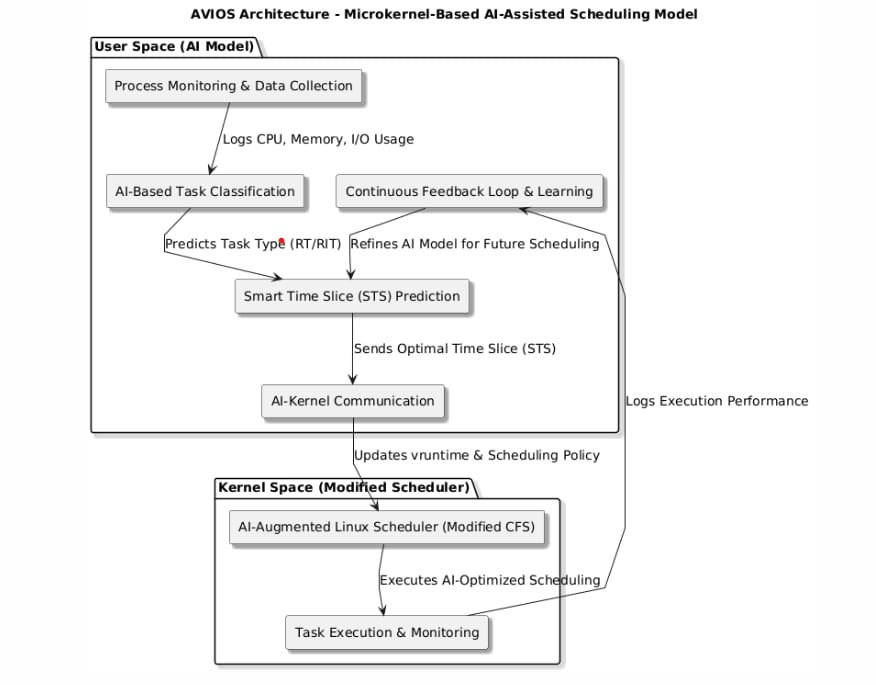 AVIOS Architecture - Microkernel-Based AI-Assisted Scheduling Model
User Space (AI Model)
Process Monitoring & Data Collection
Logs CPU, Memory, I/O Usage
AI-Based Task Classification
Continuous Feedback Loop & Learning
Predicts Task Type (RT/RIT)
Refines AI Model for Future Scheduling
Smart Time Slice (STS) Prediction
Sends Optimal Time Slice (STS)
AI-Kernel Communication
Logs Execution Performance
Updates vruntime & Scheduling Policy
Kernel Space (Modified Scheduler)
AI-Augmented Linux Scheduler (Modified CFS)
Executes AI-Optimized Scheduling
Task Execution & Monitoring